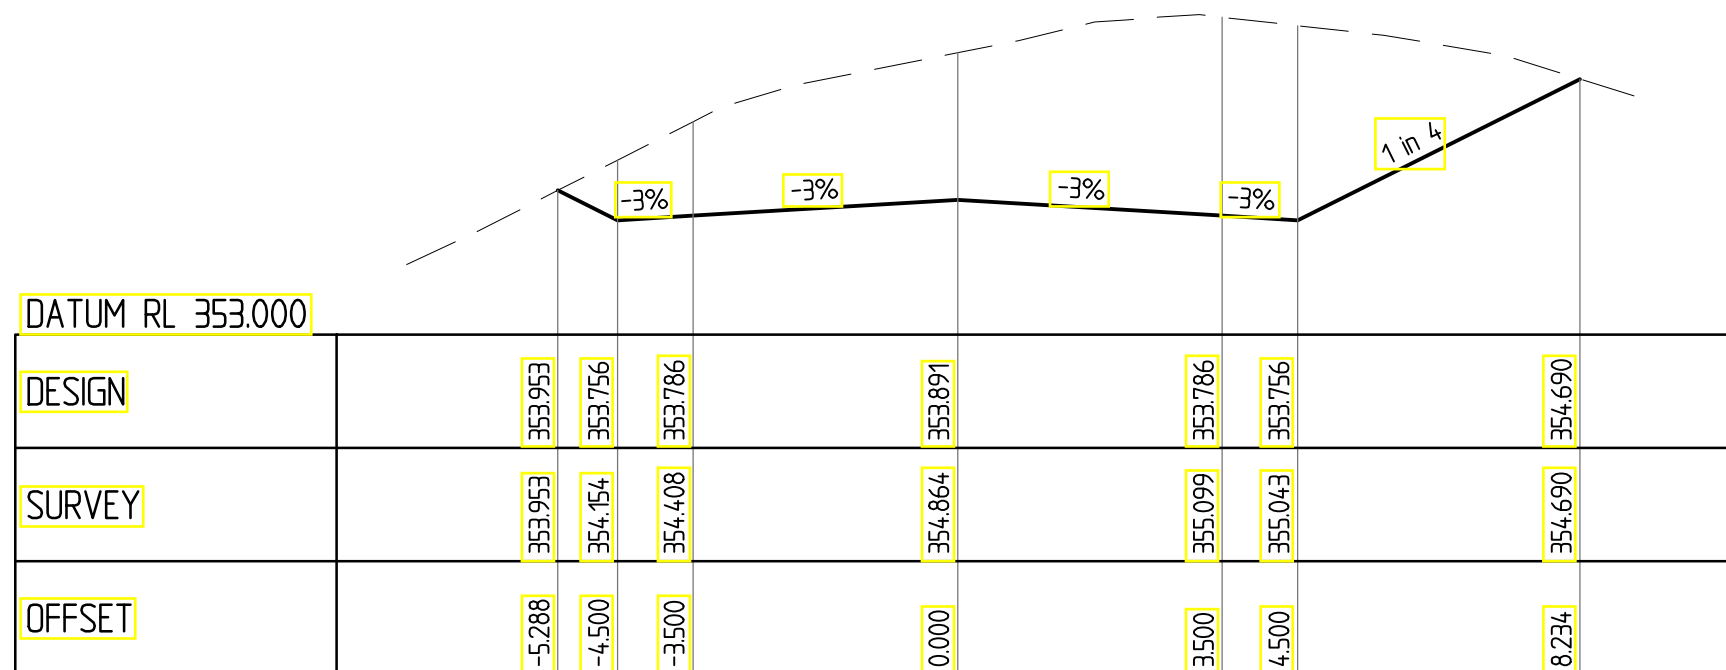 1 in 4
-3%
-3%
-3%
-3%
DATUM RL 353.000
DESIGN 353.953 353.756 353.786 353.891 353.786 353.756 354.690
SURVEY 353.953 354.154 354.408 354.864 355.099 355.043 354.690
OFFSET -5.288 -4.500 -3.500 0.000 3.500 4.500 8.234